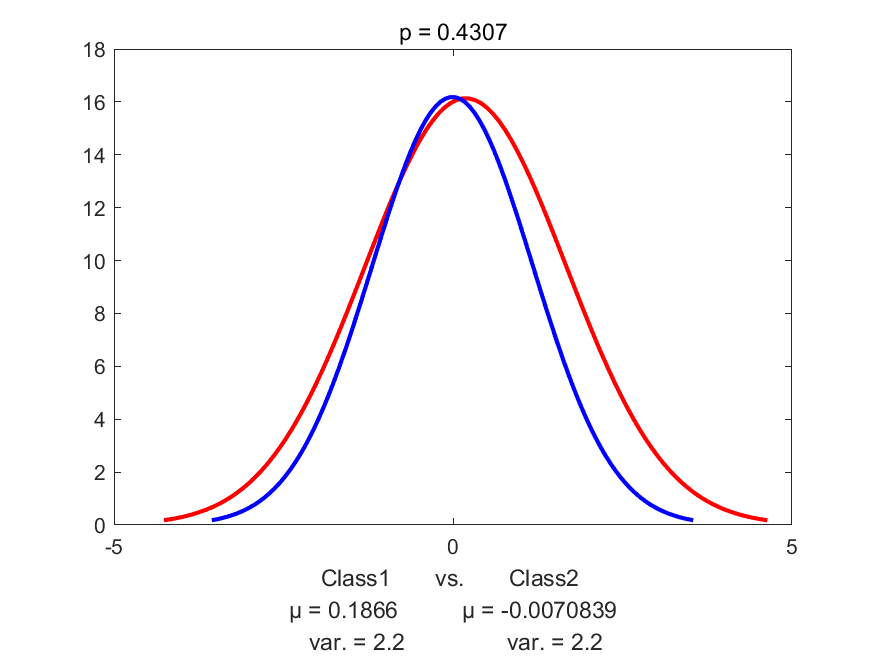 p = 0.4307
18
16
14
12
10
8
6
4
2
0
-5 0 5
Class1 vs. Class2
μ = 0.1866 μ = -0.0070839
var. = 2.2 var. = 2.2